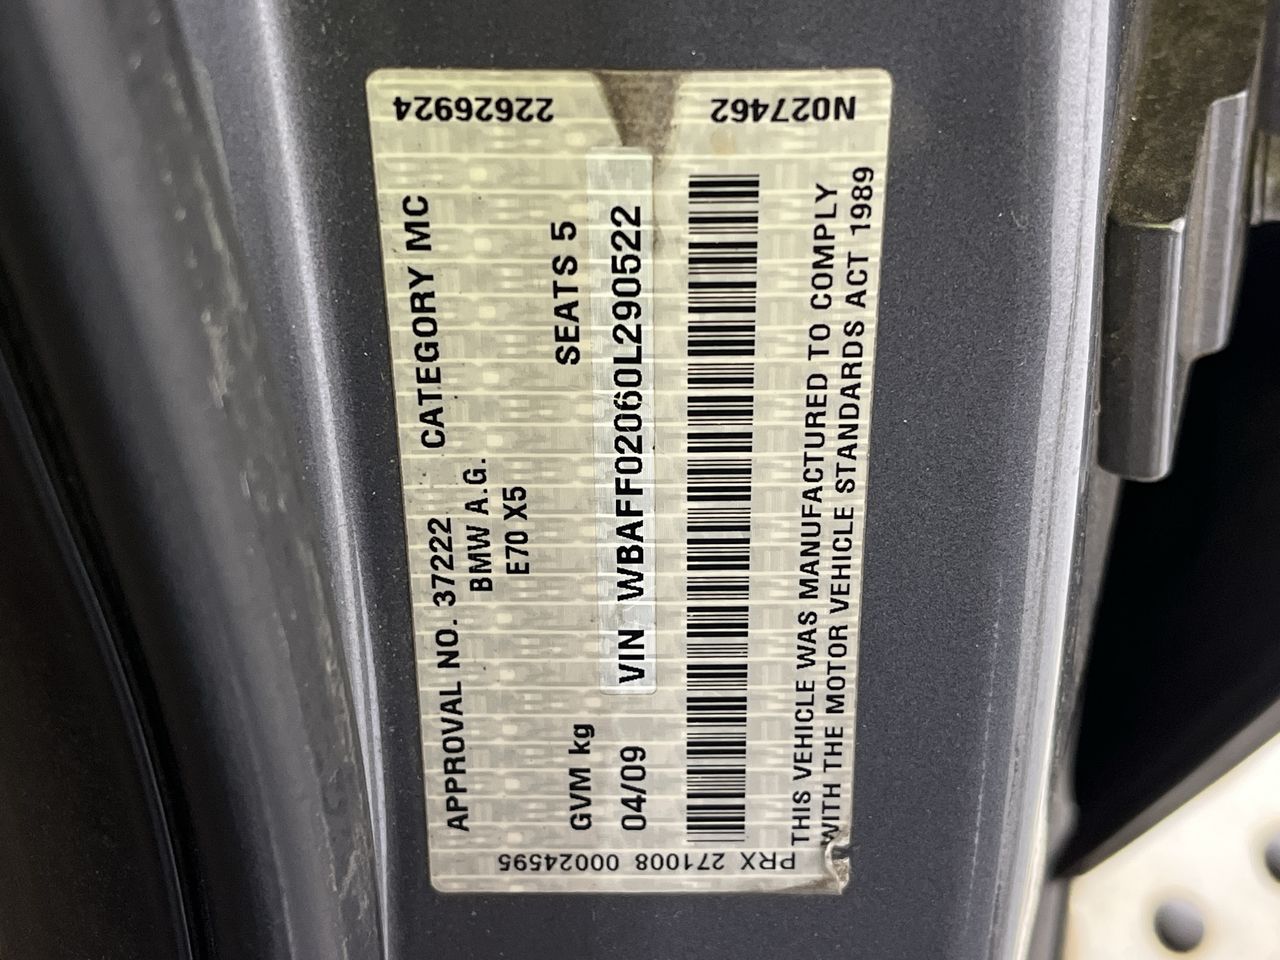 APPROVAL NO. 37222 CATEGORY MC
BMW A.G.
E70 X5
SEATS 5
GVM kg
04/09 VIN WBAFF02060L290522
THIS VEHICLE WAS MANUFACTURED TO COMPLY
WITH THE MOTOR VEHICLE STANDARDS ACT 1989
22626924
N027462
PRX 271008 00024595